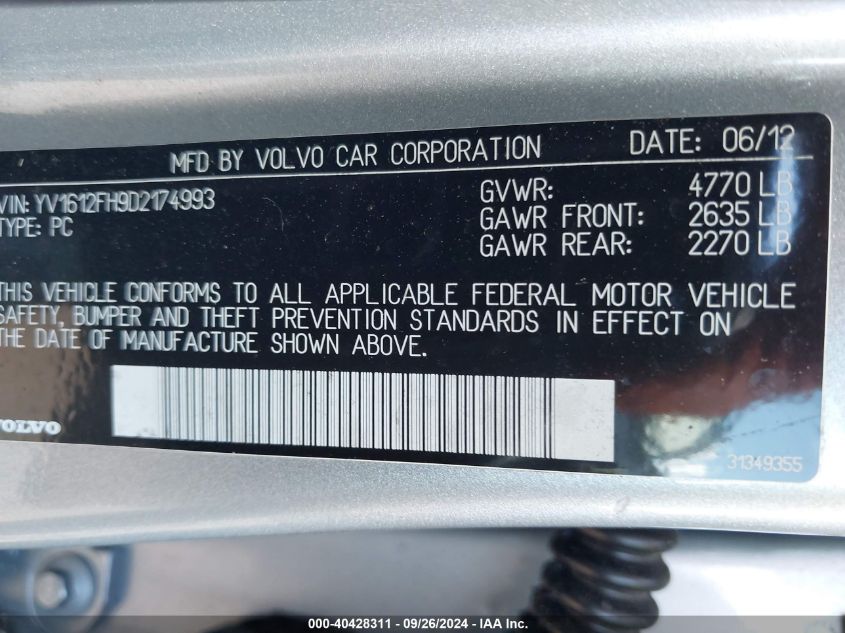 MFD BY VOLVO CAR CORPORATION DATE: 06/12
VIN: YV1612FH9D2174993 GVWR: 4770 LB
TYPE: PC GAWR FRONT: 2635 LB
GAWR REAR: 2270 LB
THIS VEHICLE CONFORMS TO ALL APPLICABLE FEDERAL MOTOR VEHICLE
SAFETY, BUMPER AND THEFT PREVENTION STANDARDS IN EFFECT ON
THE DATE OF MANUFACTURE SHOWN ABOVE.
VOLVO
31349355
000-40428311 - 09/26/2024 - IAAI Inc.